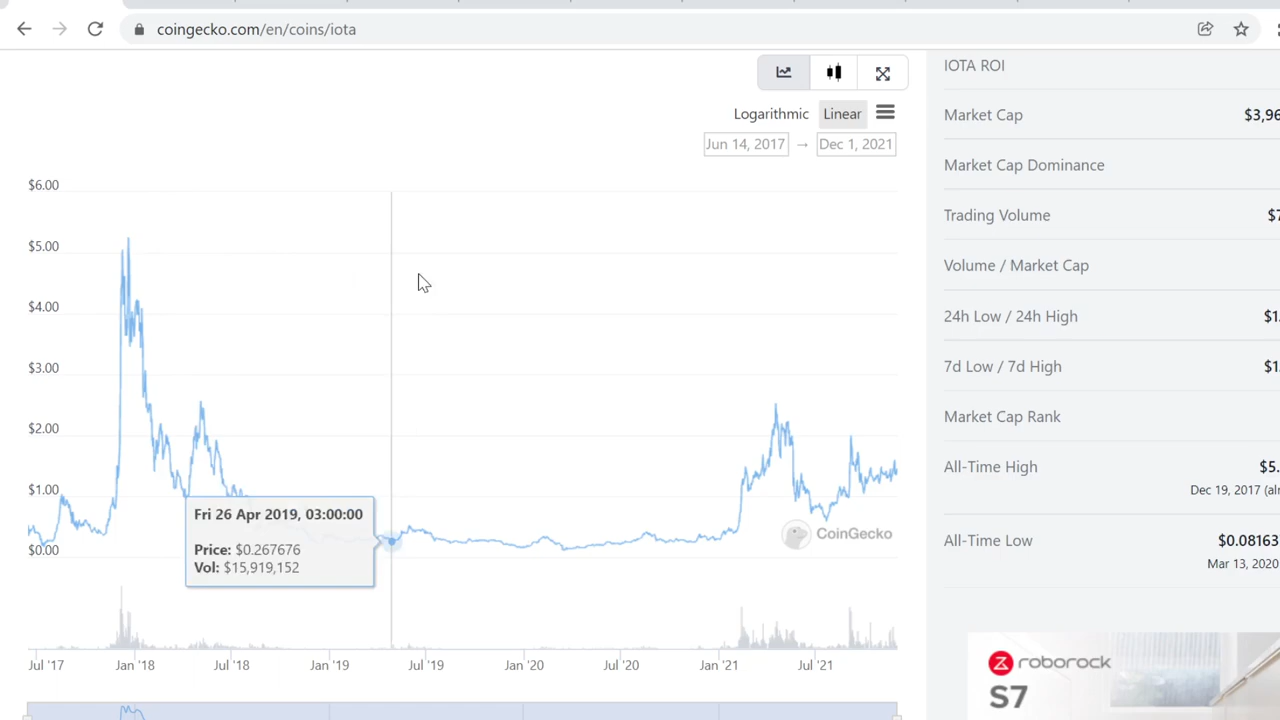 coingecko.com/en/coins/iota
Logarithmic Linear
Jun 14, 2017 → Dec 1, 2021
$6.00
$5.00
$4.00
$3.00
$2.00
$1.00
$0.00
Fri 26 Apr 2019, 03:00:00
Price: $0.267676
Vol: $15,919,152
CoinGecko
Jul '17 Jan '18 Jul '18 Jan '19 Jul '19 Jan '20 Jul '20 Jan '21 Jul '21
IOTA ROI
Market Cap $3,96
Market Cap Dominance
Trading Volume $7
Volume / Market Cap
24h Low / 24h High $1.
7d Low / 7d High $1.
Market Cap Rank
All-Time High $5.
Dec 19, 2017 (al
All-Time Low $0.08163
Mar 13, 2020
roborock
S7